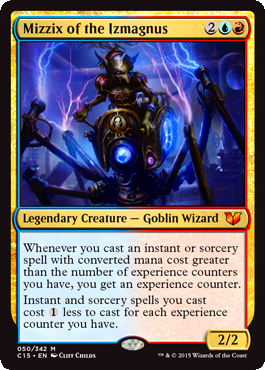 Mizzix of the Izmagnus 2
Legendary Creature — Goblin Wizard
Whenever you cast an instant or sorcery
spell with converted mana cost greater
than the number of experience counters
you have, you get an experience counter.
Instant and sorcery spells you cast
cost 1 less to cast for each experience
counter you have.
2/2
050/342 M
C15 • EN Cliff Childs
™ & © 2015 Wizards of the Coast